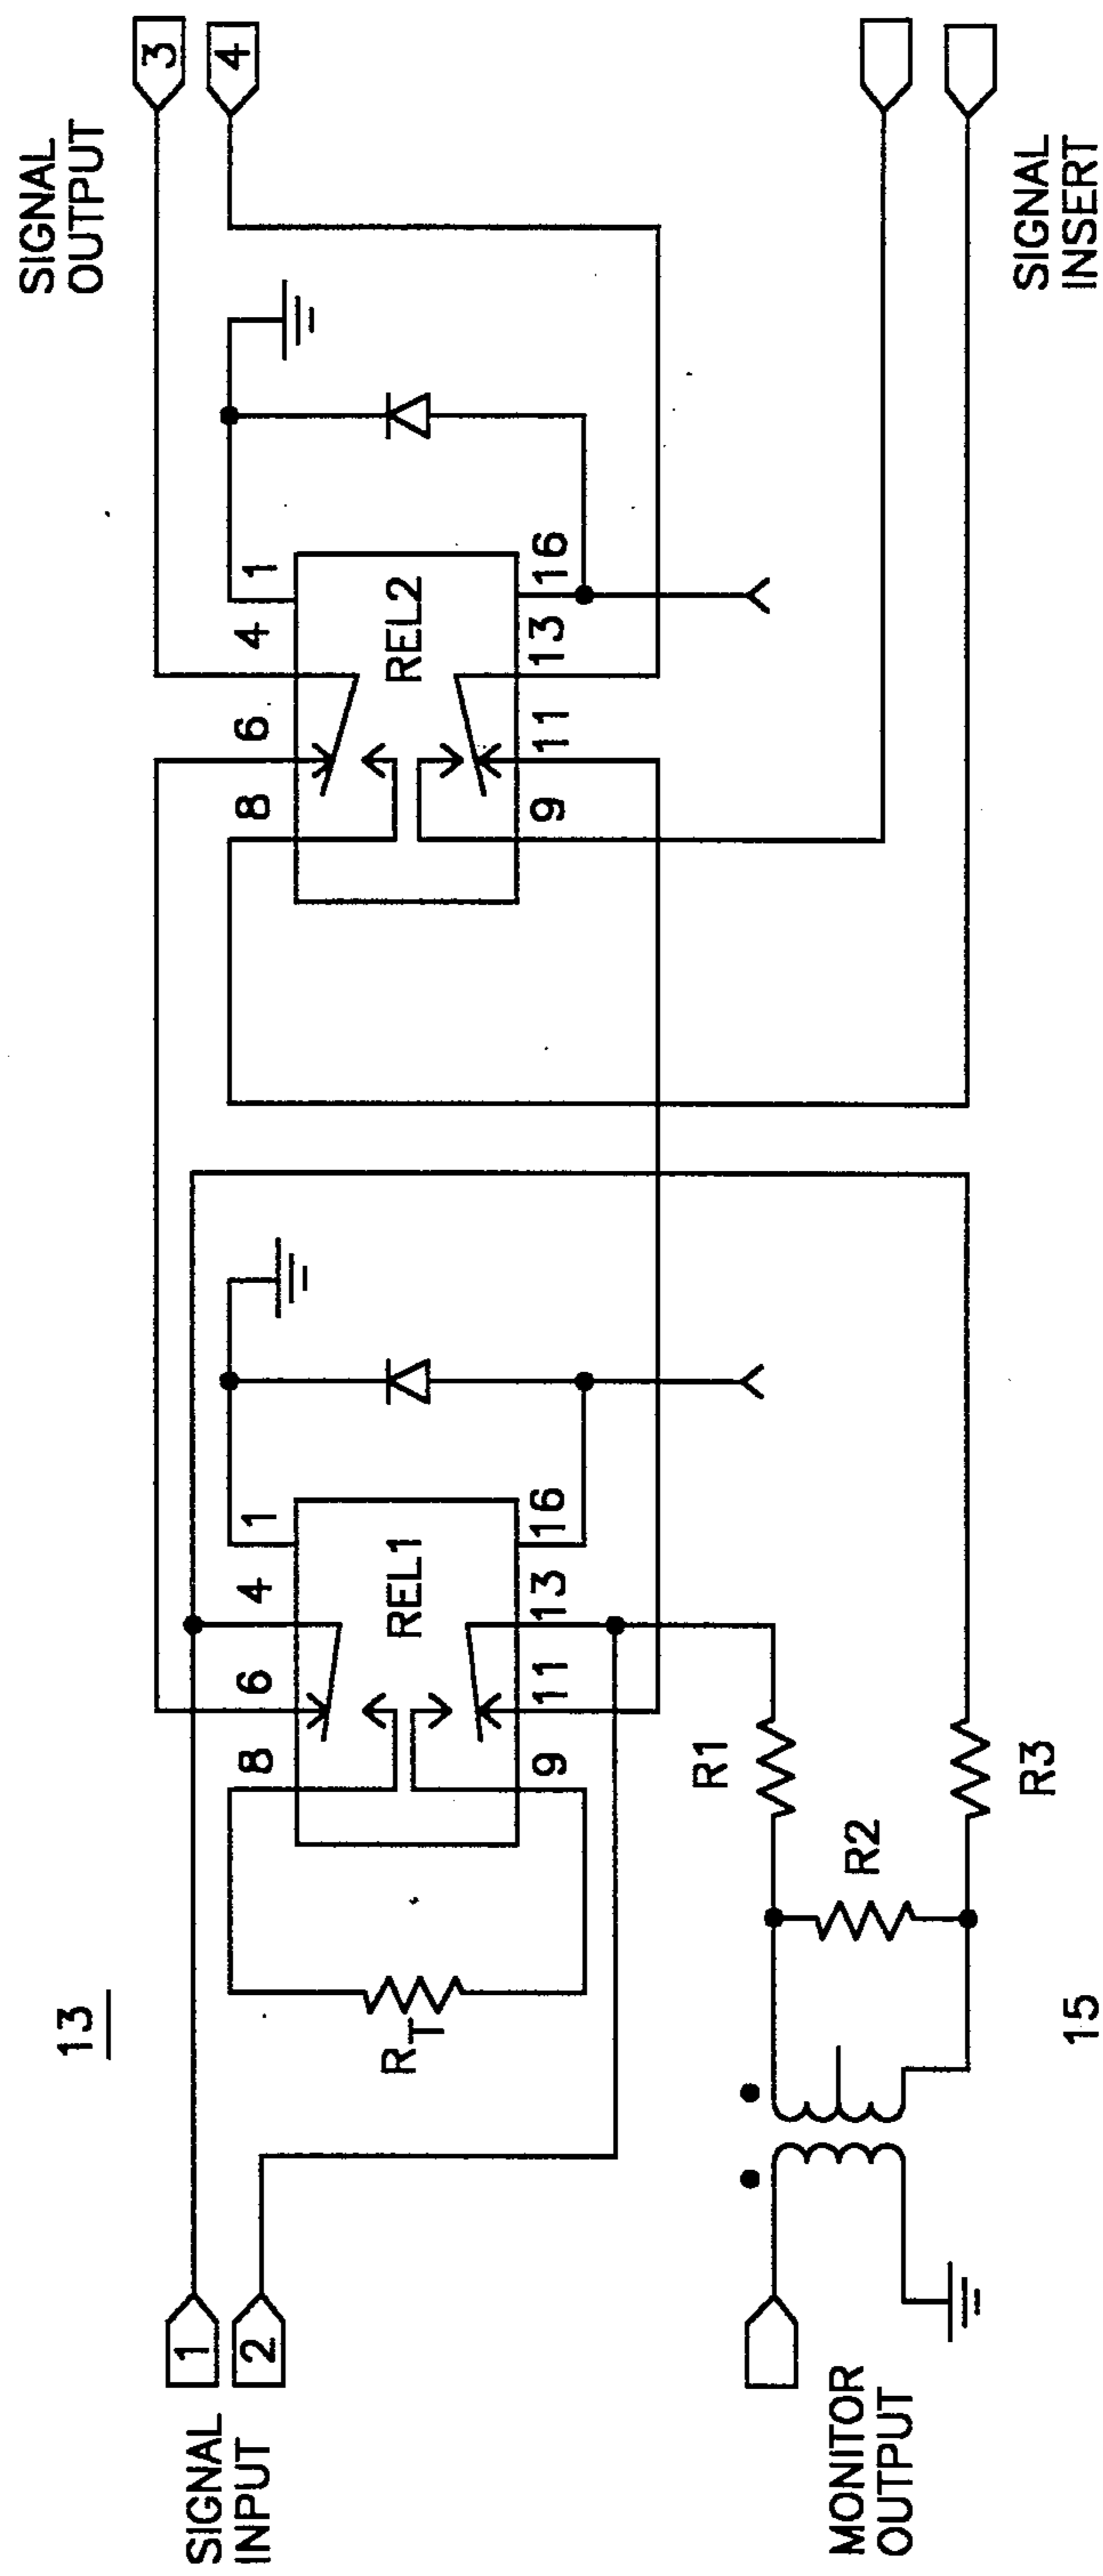 13
SIGNAL
INPUT
1
2
R_T
8
6
4
1
REL1
9
11
13
16
8
6
4
1
REL2
9
11
13
16
SIGNAL
OUTPUT
3
4
MONITOR
OUTPUT
R1
R2
R3
15
SIGNAL
INSERT